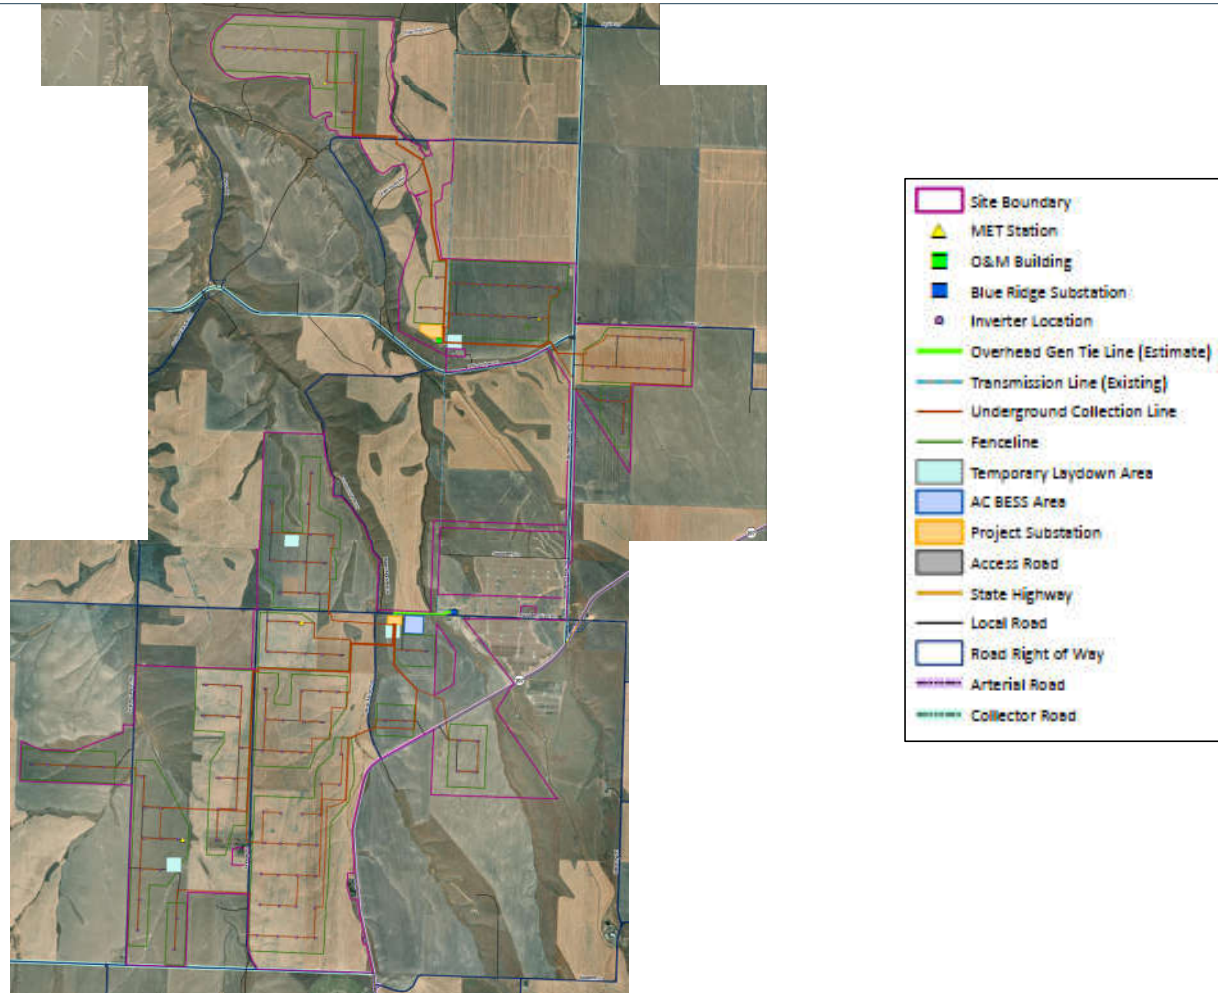 Site Boundary
MET Station
O&M Building
Blue Ridge Substation
Inverter Location
Overhead Gen Tie Line (Estimate)
Transmission Line (Existing)
Underground Collection Line
Fenceline
Temporary Laydown Area
AC BESS Area
Project Substation
Access Road
State Highway
Local Road
Road Right of Way
Arterial Road
Collector Road